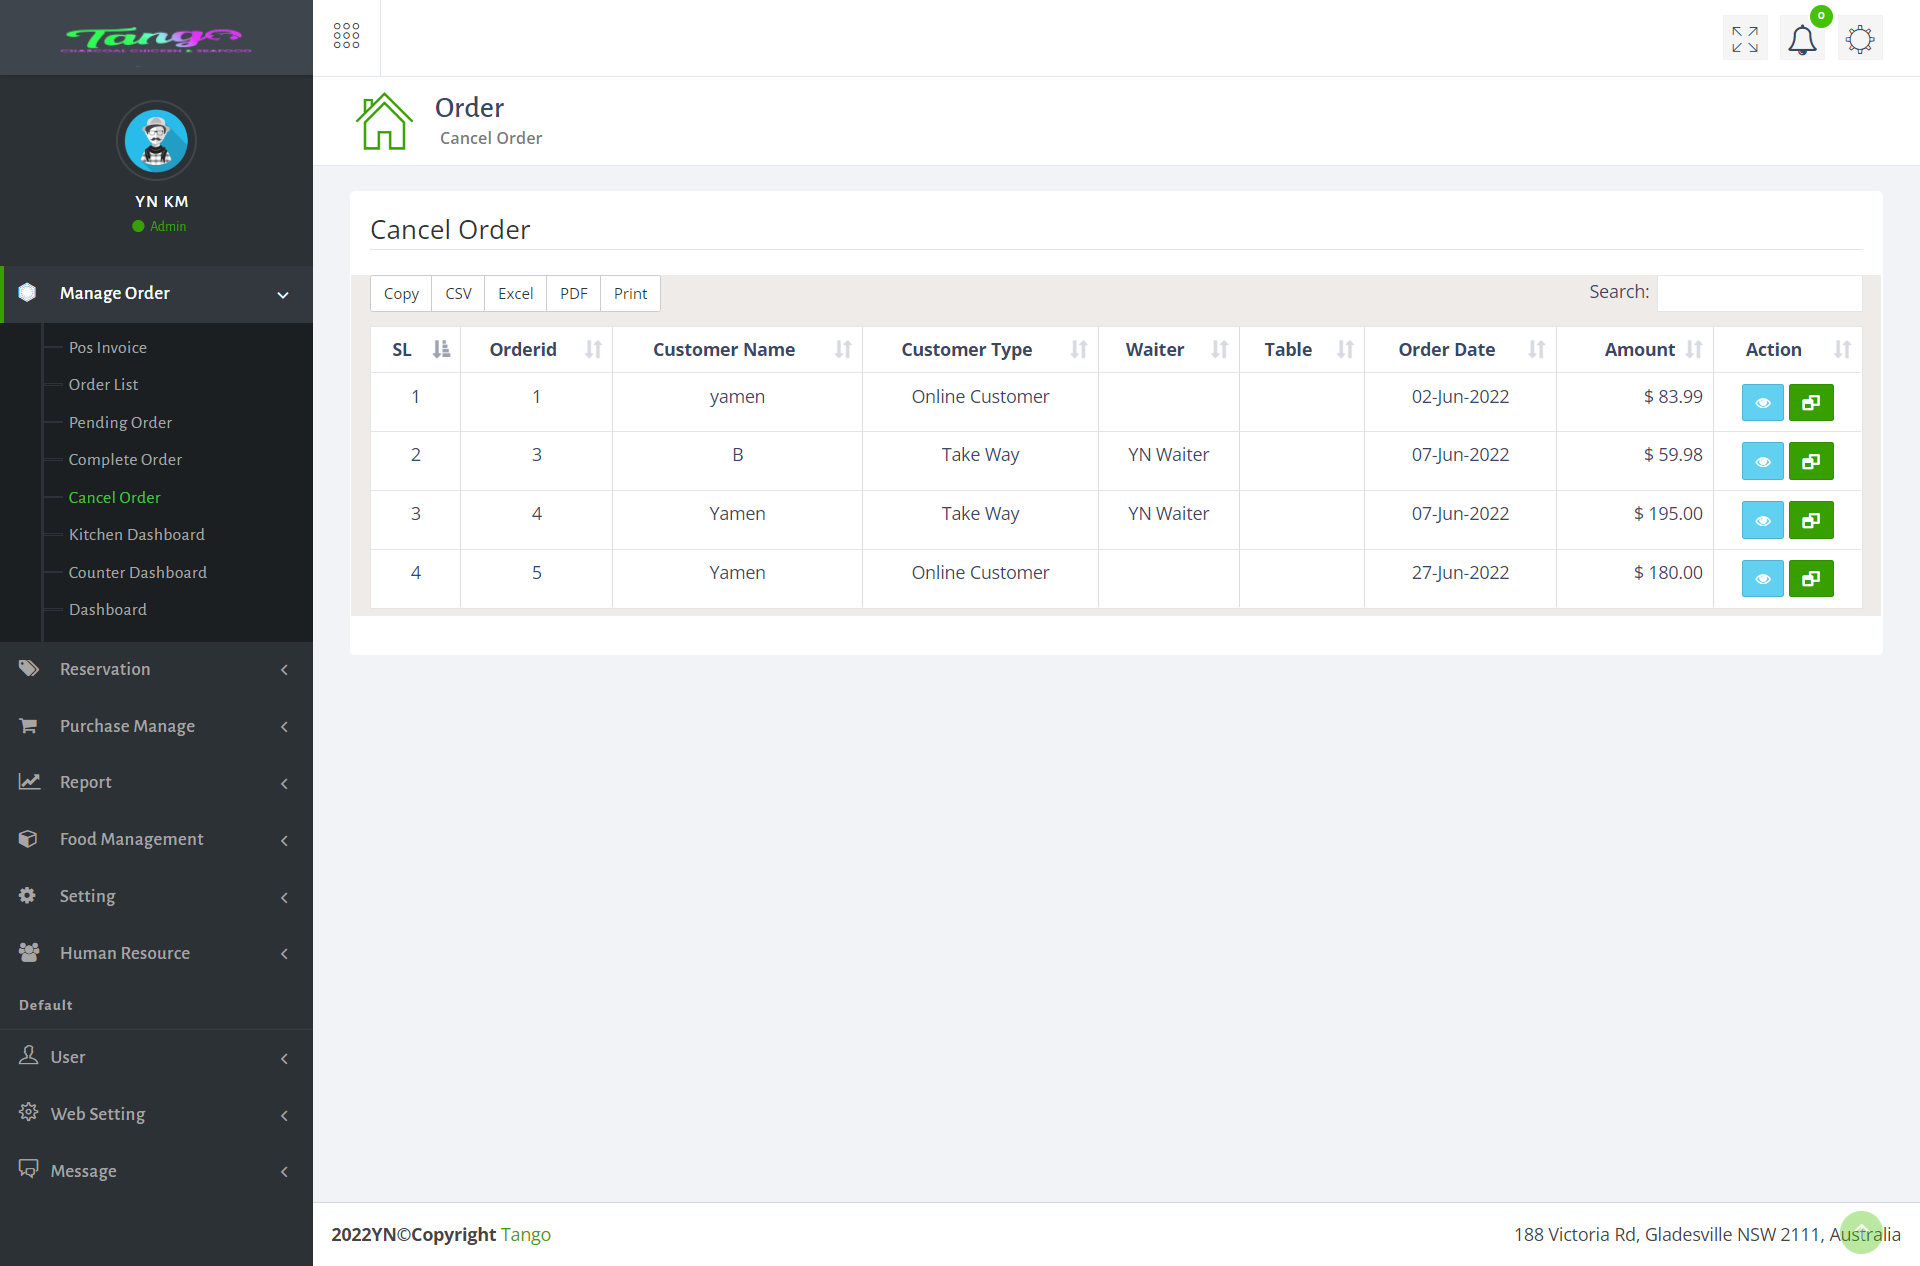 Tango
CHARCOAL CHICKEN & SEAFOOD
YN KM
Admin
Manage Order
Pos Invoice
Order List
Pending Order
Complete Order
Cancel Order
Kitchen Dashboard
Counter Dashboard
Dashboard
Reservation
Purchase Manage
Report
Food Management
Setting
Human Resource
Default
User
Web Setting
Message
0
Order
Cancel Order
Cancel Order
Copy CSV Excel PDF Print Search:
SL Orderid Customer Name Customer Type Waiter Table Order Date Amount Action
1 1 yamen Online Customer 02-Jun-2022 $ 83.99
2 3 B Take Way YN Waiter 07-Jun-2022 $ 59.98
3 4 Yamen Take Way YN Waiter 07-Jun-2022 $ 195.00
4 5 Yamen Online Customer 27-Jun-2022 $ 180.00
2022YN©Copyright Tango 188 Victoria Rd, Gladesville NSW 2111, Australia